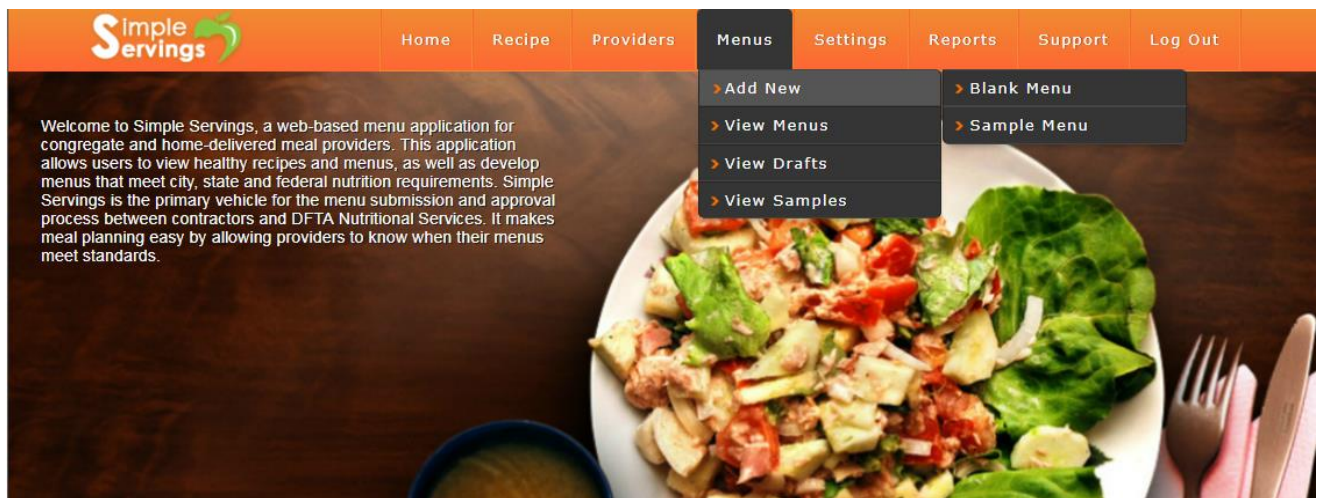 Simple
Servings
Home Recipe Providers Menus Settings Reports Support Log Out
Add New
Blank Menu
View Menus
Sample Menu
View Drafts
View Samples
Welcome to Simple Servings, a web-based menu application for
congregate and home-delivered meal providers. This application
allows users to view healthy recipes and menus, as well as develop
menus that meet city, state and federal nutrition requirements. Simple
Servings is the primary vehicle for the menu submission and approval
process between contractors and DFTA Nutritional Services. It makes
meal planning easy by allowing providers to know when their menus
meet standards.